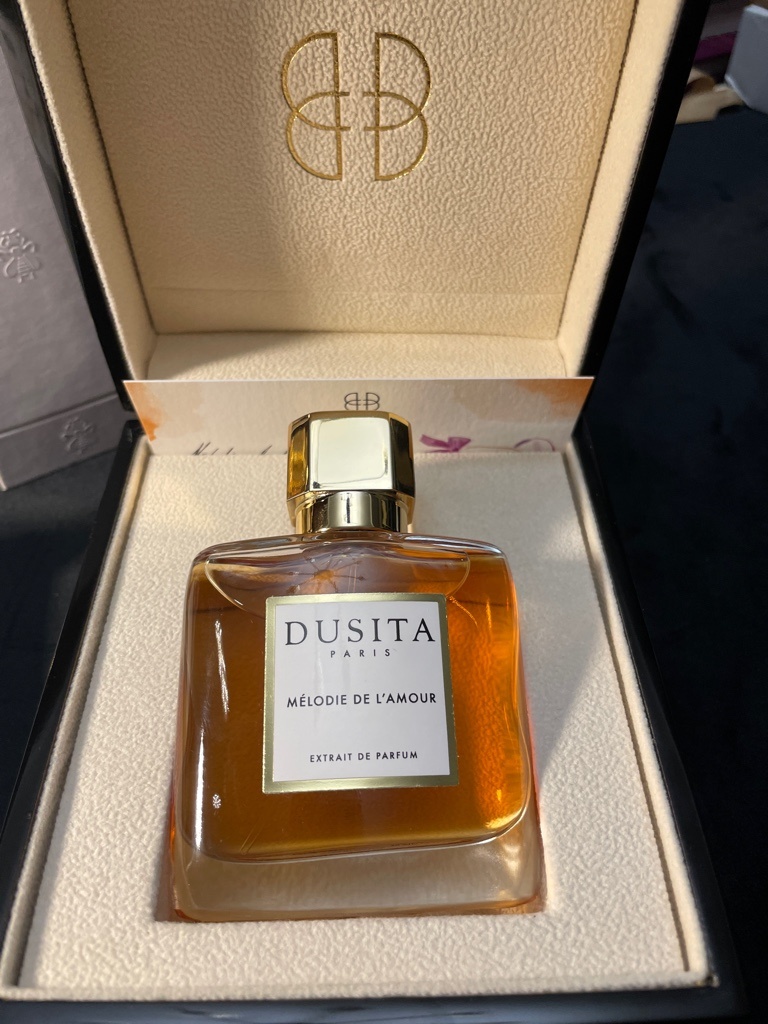 DUSITA
PARIS
MÉLODIE DE L'AMOUR
EXTRAIT DE PARFUM